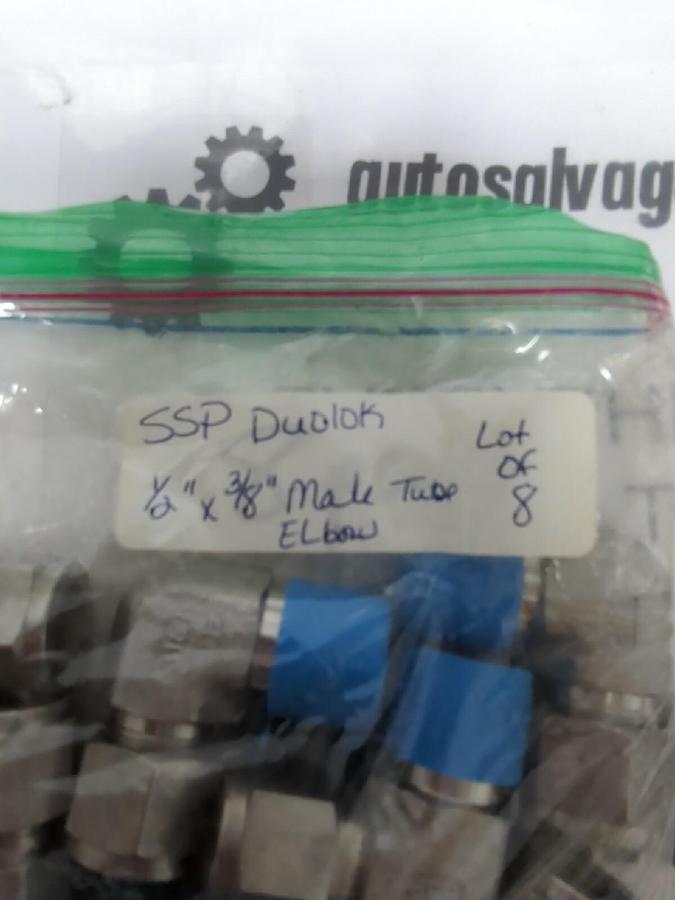 autosalvag
SSP Duolok
Lot
Of
8
1/2" x 3/8" Male Tube
ELbow